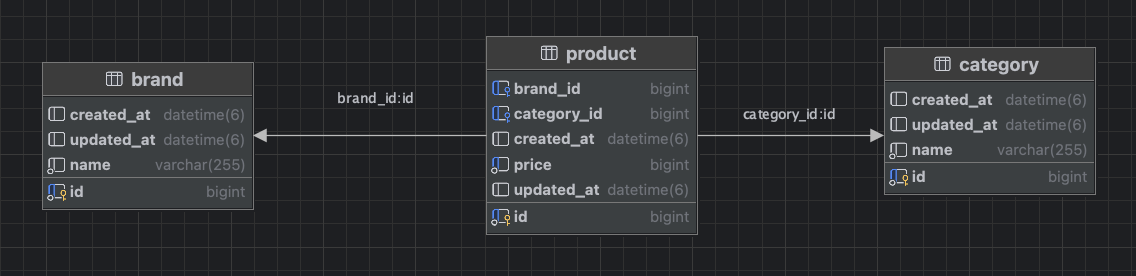 brand
created_at datetime(6)
updated_at datetime(6)
name varchar(255)
id bigint
brand_id:id
product
brand_id bigint
category_id bigint
created_at datetime(6)
price bigint
updated_at datetime(6)
id bigint
category_id:id
category
created_at datetime(6)
updated_at datetime(6)
name varchar(255)
id bigint